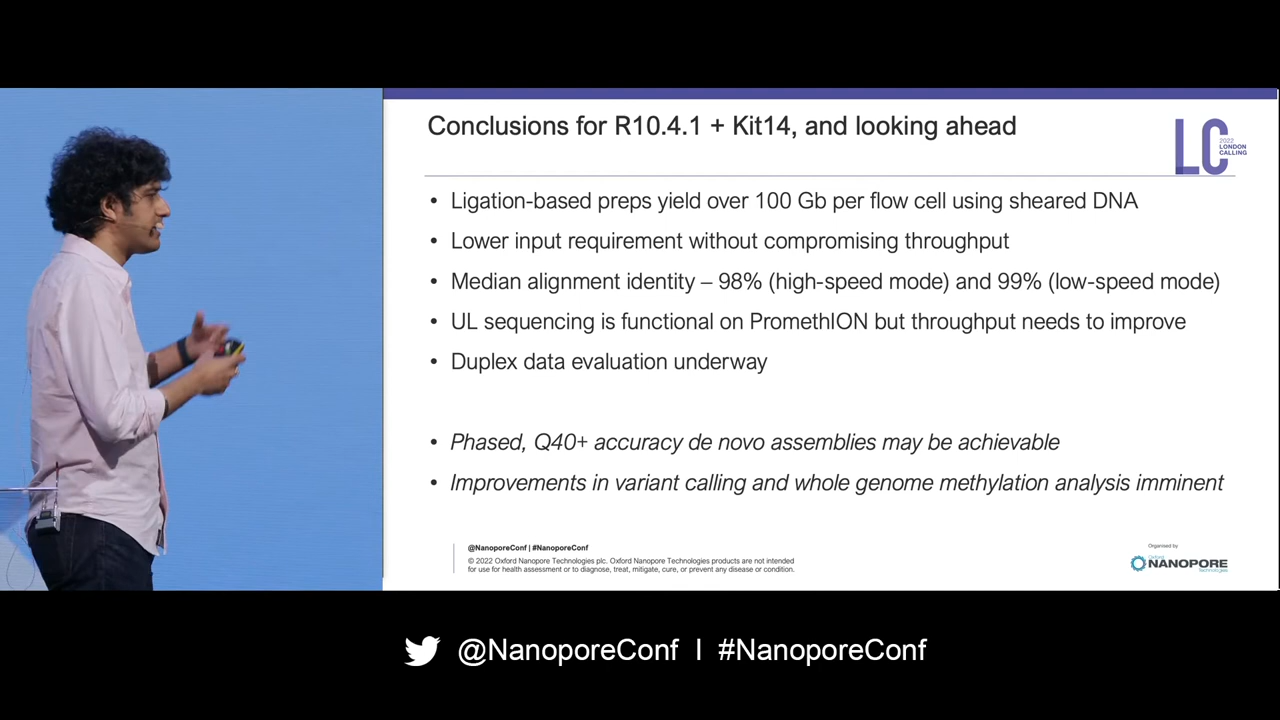 Conclusions for R10.4.1 + Kit14, and looking ahead
LC
2022
LONDON
CALLING
• Ligation-based preps yield over 100 Gb per flow cell using sheared DNA
• Lower input requirement without compromising throughput
• Median alignment identity – 98% (high-speed mode) and 99% (low-speed mode)
• UL sequencing is functional on PromethION but throughput needs to improve
• Duplex data evaluation underway
• Phased, Q40+ accuracy de novo assemblies may be achievable
• Improvements in variant calling and whole genome methylation analysis imminent
@NanoporeConf | #NanoporeConf
© 2022 Oxford Nanopore Technologies plc. Oxford Nanopore Technologies products are not intended
for use for health assessment or to diagnose, treat, mitigate, cure, or prevent any disease or condition.
Organised by
Oxford
NANOPORE
Technologies
@NanoporeConf | #NanoporeConf